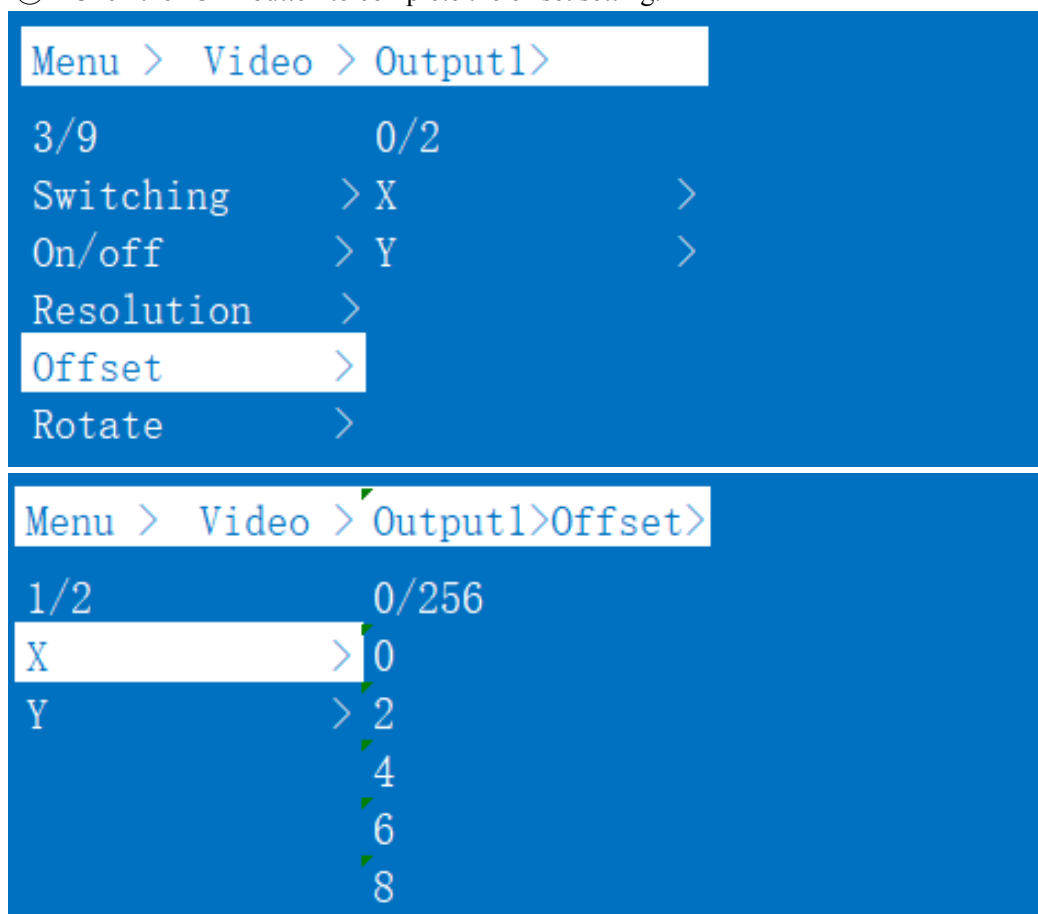 Menu > Video > Output1>
3/9 0/2
Switching > X >
On/off > Y >
Resolution >
Offset >
Rotate >
Menu > Video > Output1>Offset>
1/2 0/256
X > 0
Y > 2
4
6
8